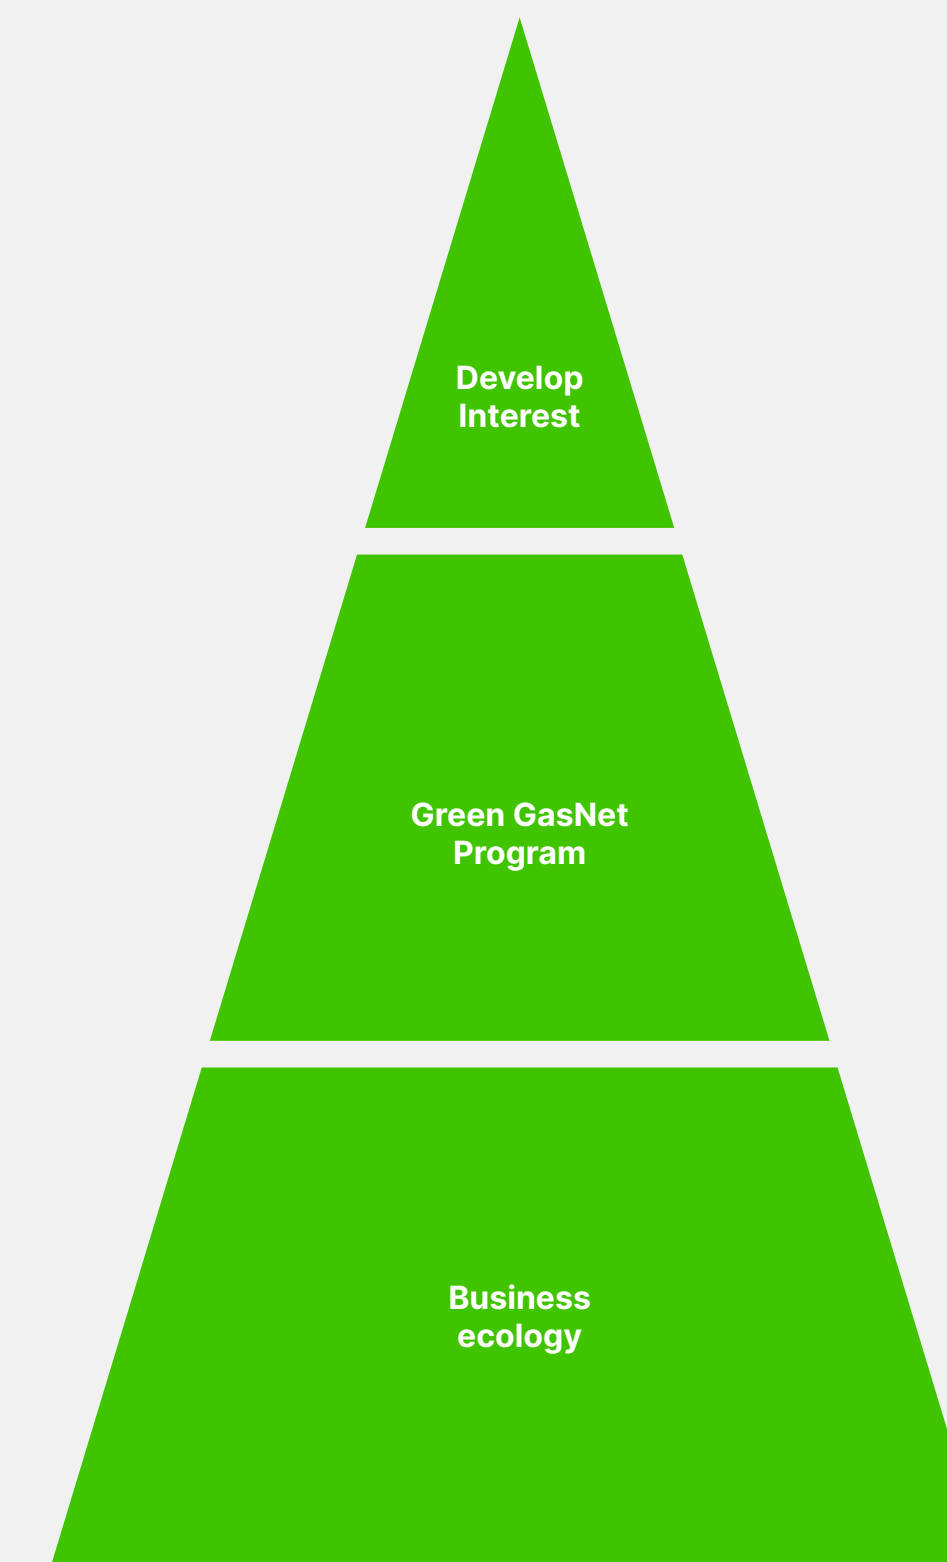 Develop
Interest
Green GasNet
Program
Business
ecology